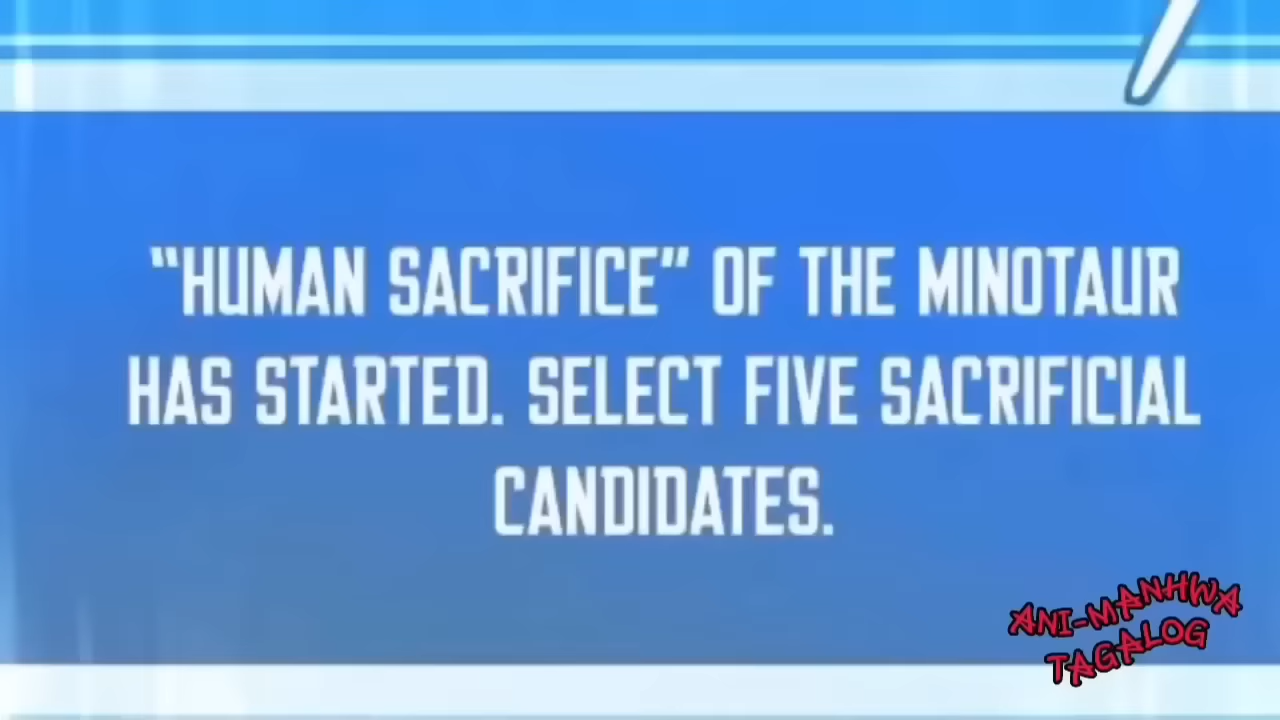 “HUMAN SACRIFICE” OF THE MINOTAUR
HAS STARTED. SELECT FIVE SACRIFICIAL
CANDIDATES.
ANI-MANHWA
TAGALOG